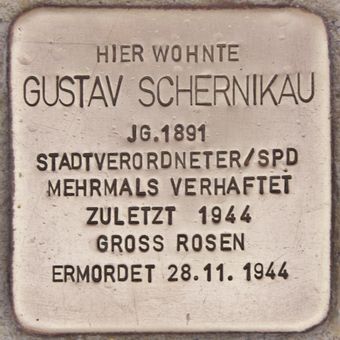 HIER WOHNTE
GUSTAV SCHERNIKAU
JG.1891
STADTVERORDNETER/SPD
MEHRMALS VERHAFTET
ZULETZT 1944
GROSS ROSEN
ERMORDET 28.11.1944